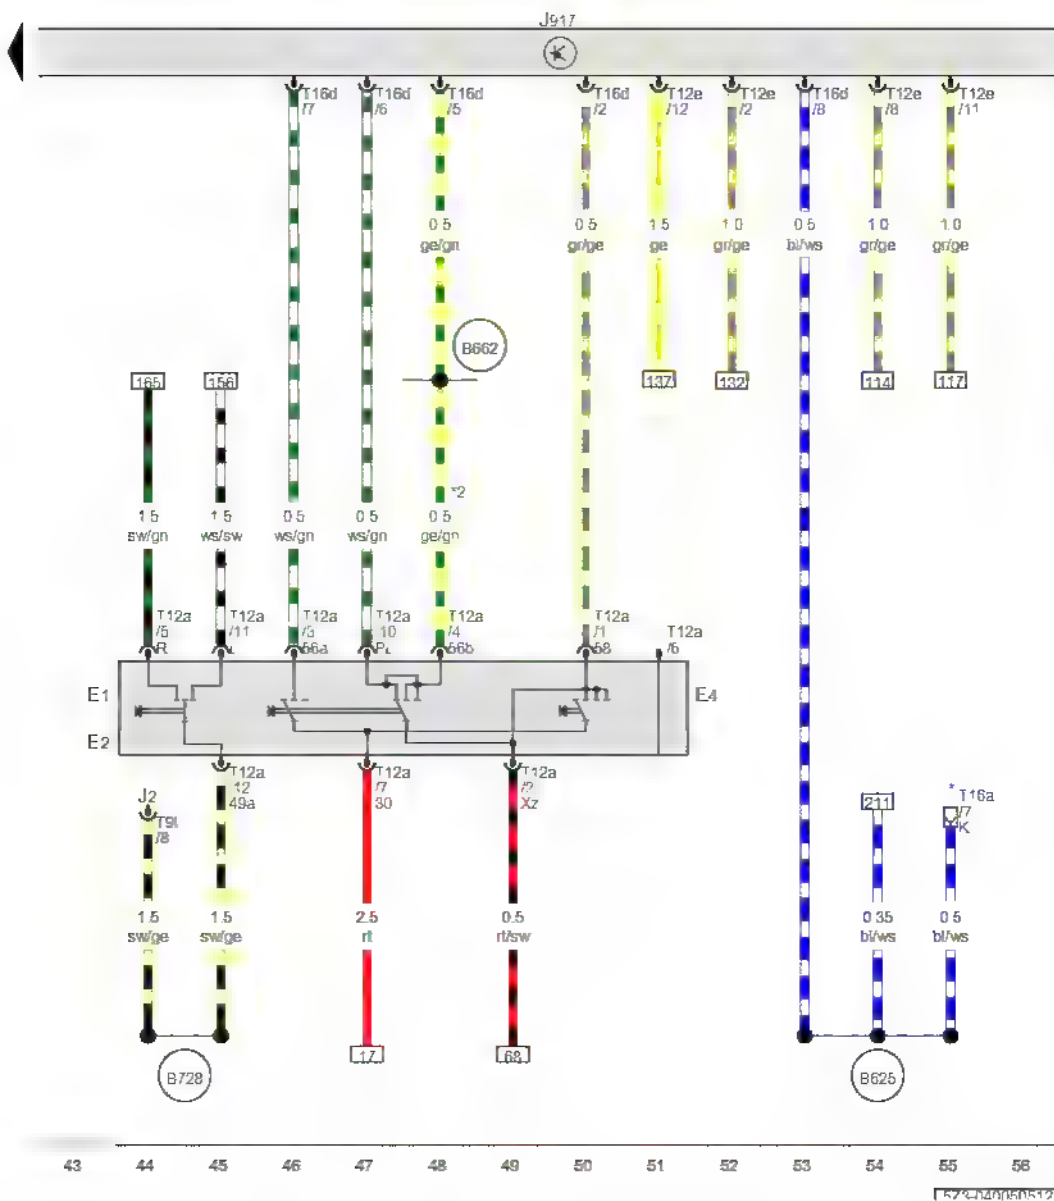 J917
K
T16d
/7
T16d
/6
T16d
/5
T16d
/2
T12e
/12
T12e
/2
T16d
/8
T12e
/8
T12e
/11
0.5
ge/gn
0.5
gr/ge
1.5
ge
1.0
gr/ge
0.5
bl/ws
1.0
gr/ge
1.0
gr/ge
B662
165
156
137
132
114
117
*2
1.5
sw/gn
1.5
ws/sw
0.5
ws/gn
0.5
ws/gn
0.5
ge/gn
T12a
/5
R
T12a
/11
L
T12a
/3
56a
T12a
10
PL
T12a
/4
56b
T12a
/1
58
T12a
/6
E1
E4
E2
J2
T9l
/8
T12a
12
49a
T12a
/7
30
T12a
/2
Xz
211
* T16a
/7
K
1.5
sw/ge
1.5
sw/ge
2.5
rt
0.5
rt/sw
0.35
bl/ws
0.5
bl/ws
17
68
B728
B625
43 44 45 46 47 48 49 50 51 52 53 54 55 56